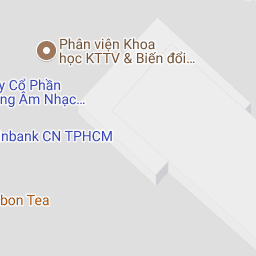 Phân viện Khoa
học KTTV & Biến đổi...
y Cổ Phần
ng Âm Nhạc...
nbank CN TPHCM
bon Tea